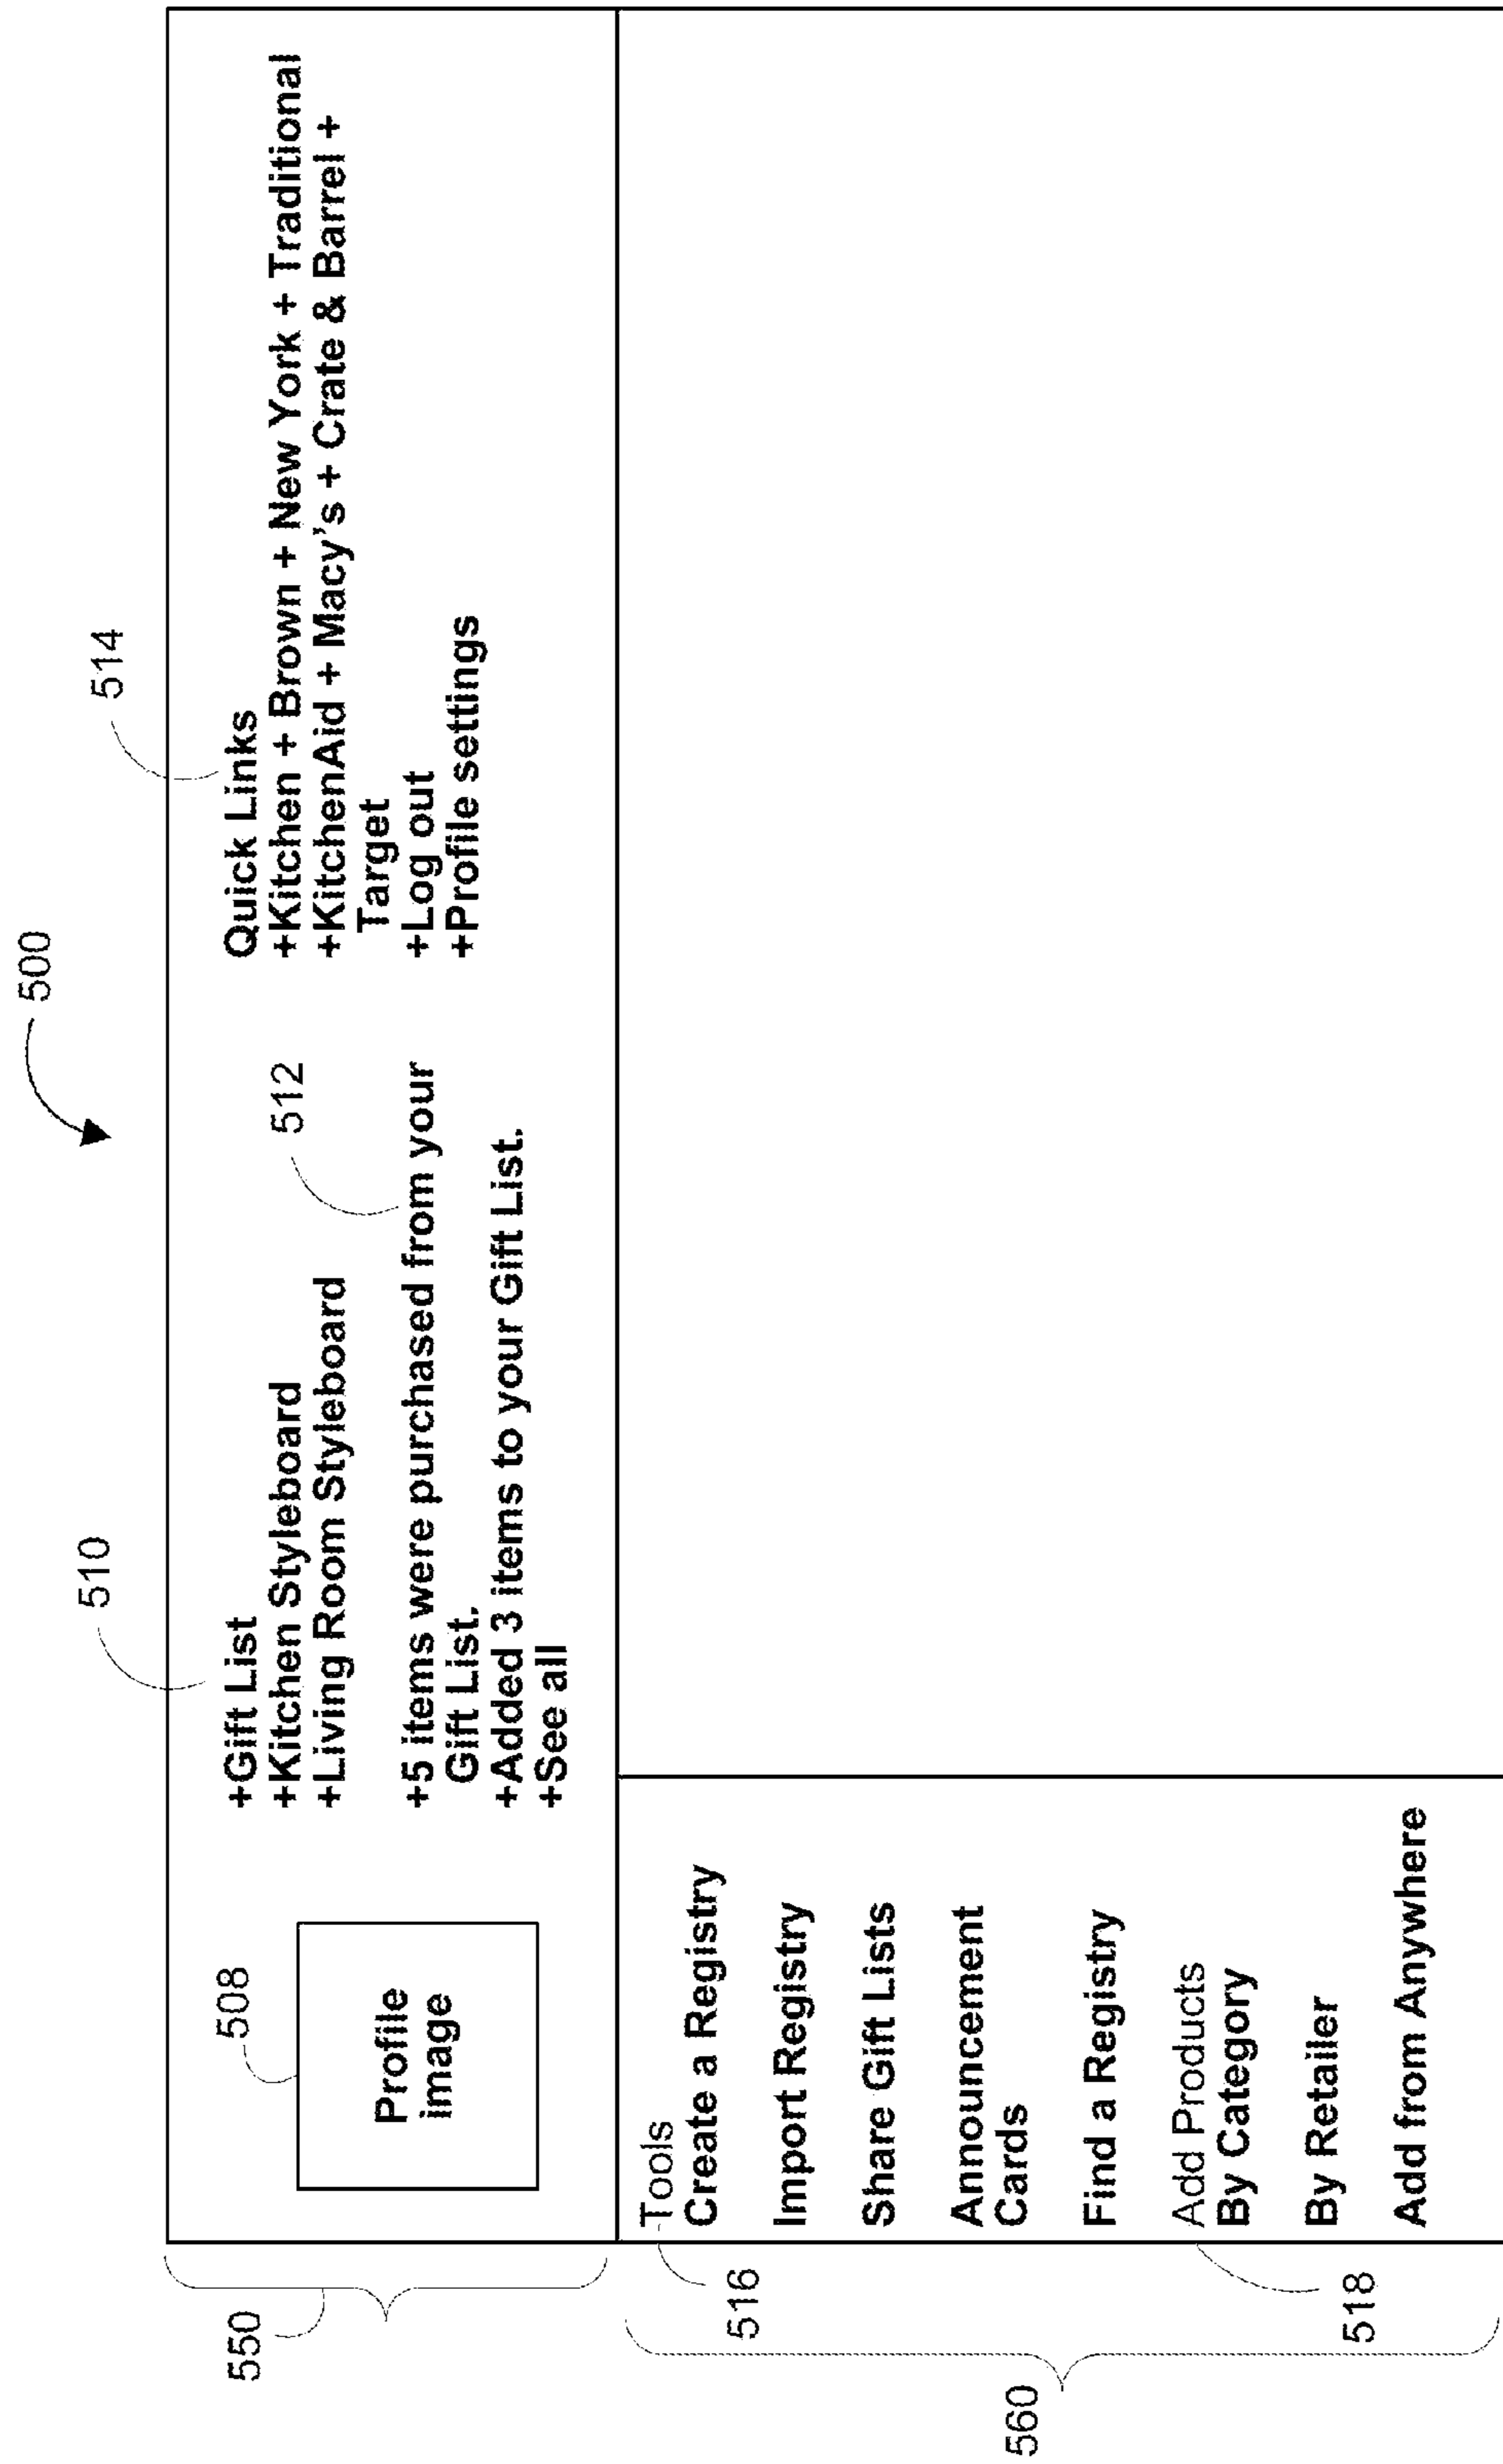 500
510
514
508
+Gift List
+Kitchen Styleboard
+Living Room Styleboard
512
+5 items were purchased from your
Gift List.
+Added 3 items to your Gift List.
+See all
Quick Links
+Kitchen + Brown + New York + Traditional
+KitchenAid + Macy's + Crate & Barrel +
Target
+Log out
+Profile settings
Profile
image
550
516
Tools
Create a Registry
Import Registry
Share Gift Lists
Announcement
Cards
Find a Registry
560
518
Add Products
By Category
By Retailer
Add from Anywhere